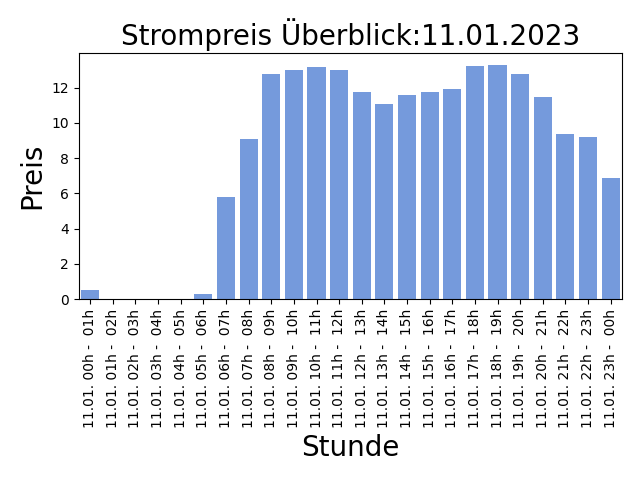 Strompreis Überblick:11.01.2023
Preis
12
10
8
6
4
2
0
11.01. 00h - 01h
11.01. 01h - 02h
11.01. 02h - 03h
11.01. 03h - 04h
11.01. 04h - 05h
11.01. 05h - 06h
11.01. 06h - 07h
11.01. 07h - 08h
11.01. 08h - 09h
11.01. 09h - 10h
11.01. 10h - 11h
11.01. 11h - 12h
11.01. 12h - 13h
11.01. 13h - 14h
11.01. 14h - 15h
11.01. 15h - 16h
11.01. 16h - 17h
11.01. 17h - 18h
11.01. 18h - 19h
11.01. 19h - 20h
11.01. 20h - 21h
11.01. 21h - 22h
11.01. 22h - 23h
11.01. 23h - 00h
Stunde